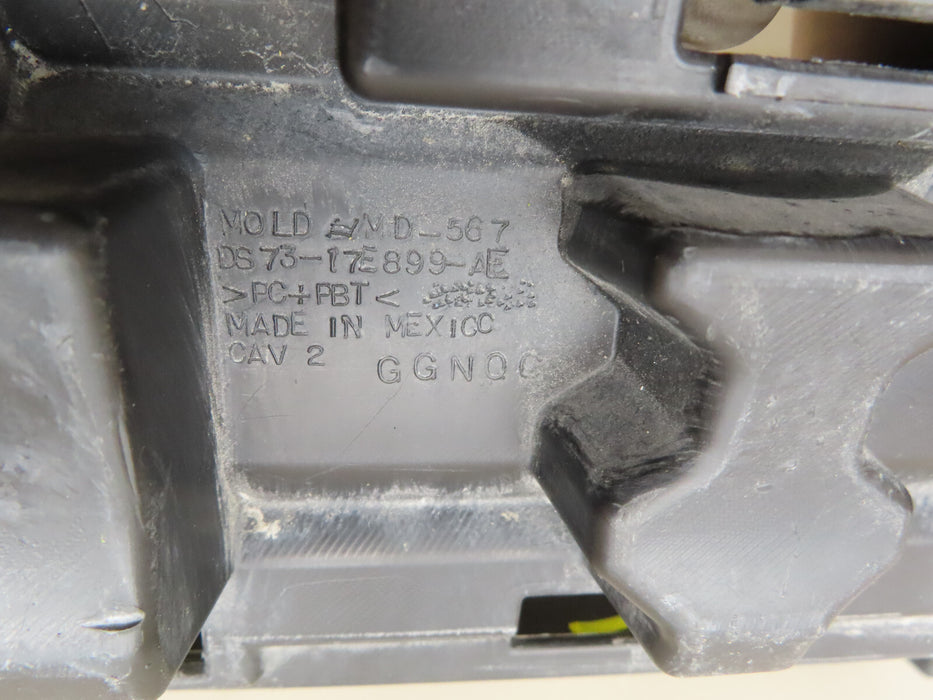 MOLD #MD-567
DS73-17E899-AE
>PC+PBT<
MADE IN MEXICO
CAV 2
GGNOC